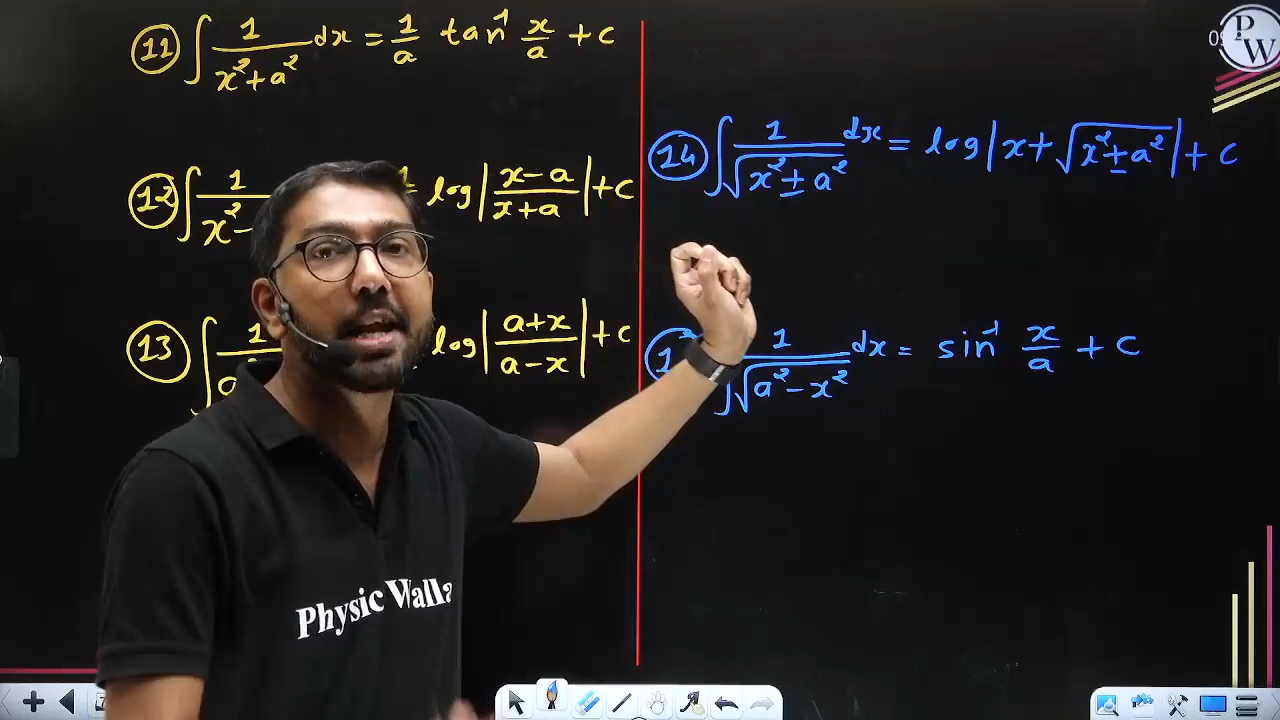 11 ∫ 1/(x²+a²) dx = 1/a tan⁻¹ x/a + c
12 ∫ 1/x²- log|(x-a)/(x+a)| + c
13 ∫ 1 log|(a+x)/(a-x)| + c
14 ∫ 1/√(x²±a²) dx = log|x+√(x²±a²)| + c
∫ 1/√(a²-x²) dx = sin⁻¹ x/a + c
PW
Physic Walla